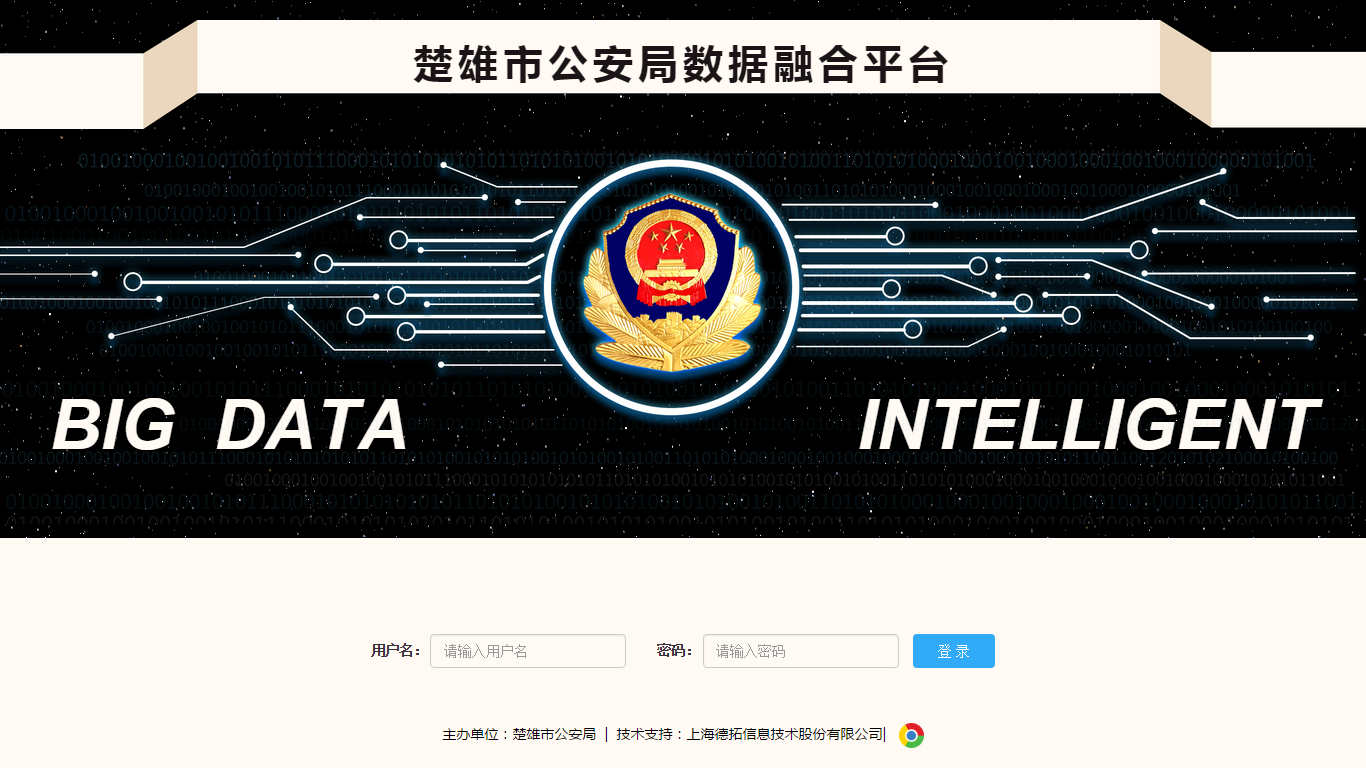 楚雄市公安局数据融合平台
BIG DATA
INTELLIGENT
用户名： 请输入用户名 密码： 请输入密码 登 录
主办单位：楚雄市公安局 | 技术支持：上海德拓信息技术股份有限公司|